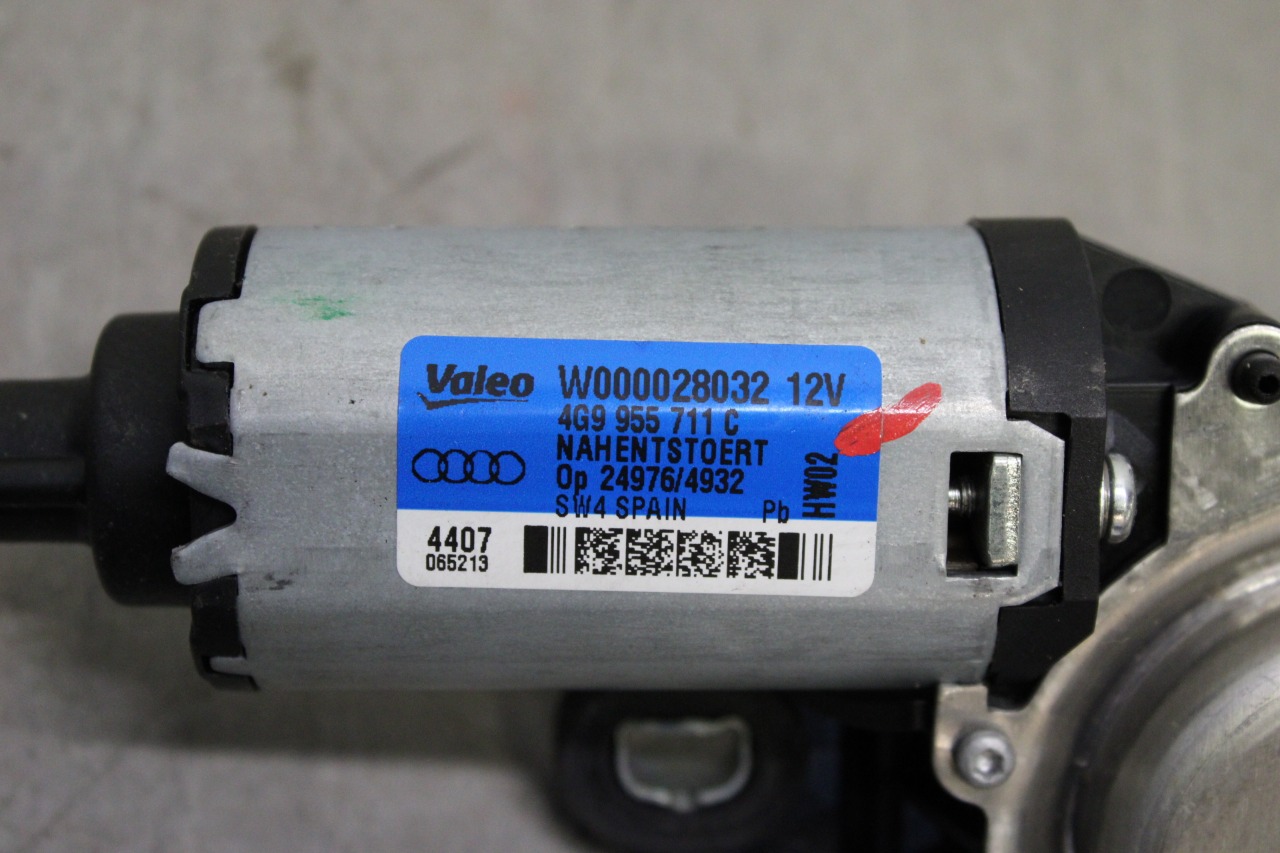 Valeo W000028032 12V
4G9 955 711 C
NAHENTSTOERT
Op 24976/4932
SW4 SPAIN Pb
HW02
4407
065213